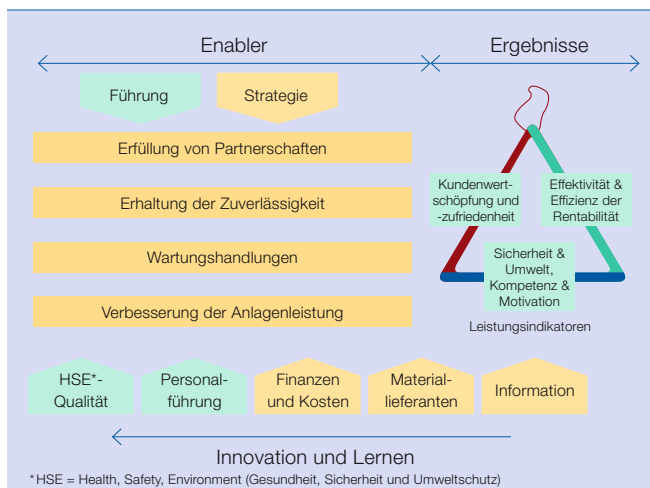 Enabler
Ergebnisse
Führung
Strategie
Erfüllung von Partnerschaften
Erhaltung der Zuverlässigkeit
Wartungshandlungen
Verbesserung der Anlagenleistung
Kundenwert-
schöpfung und
-zufriedenheit
Effektivität &
Effizienz der
Rentabilität
Sicherheit &
Umwelt,
Kompetenz &
Motivation
Leistungsindikatoren
HSE*-
Qualität
Personal-
führung
Finanzen
und Kosten
Material-
lieferanten
Information
Innovation und Lernen
*HSE = Health, Safety, Environment (Gesundheit, Sicherheit und Umweltschutz)